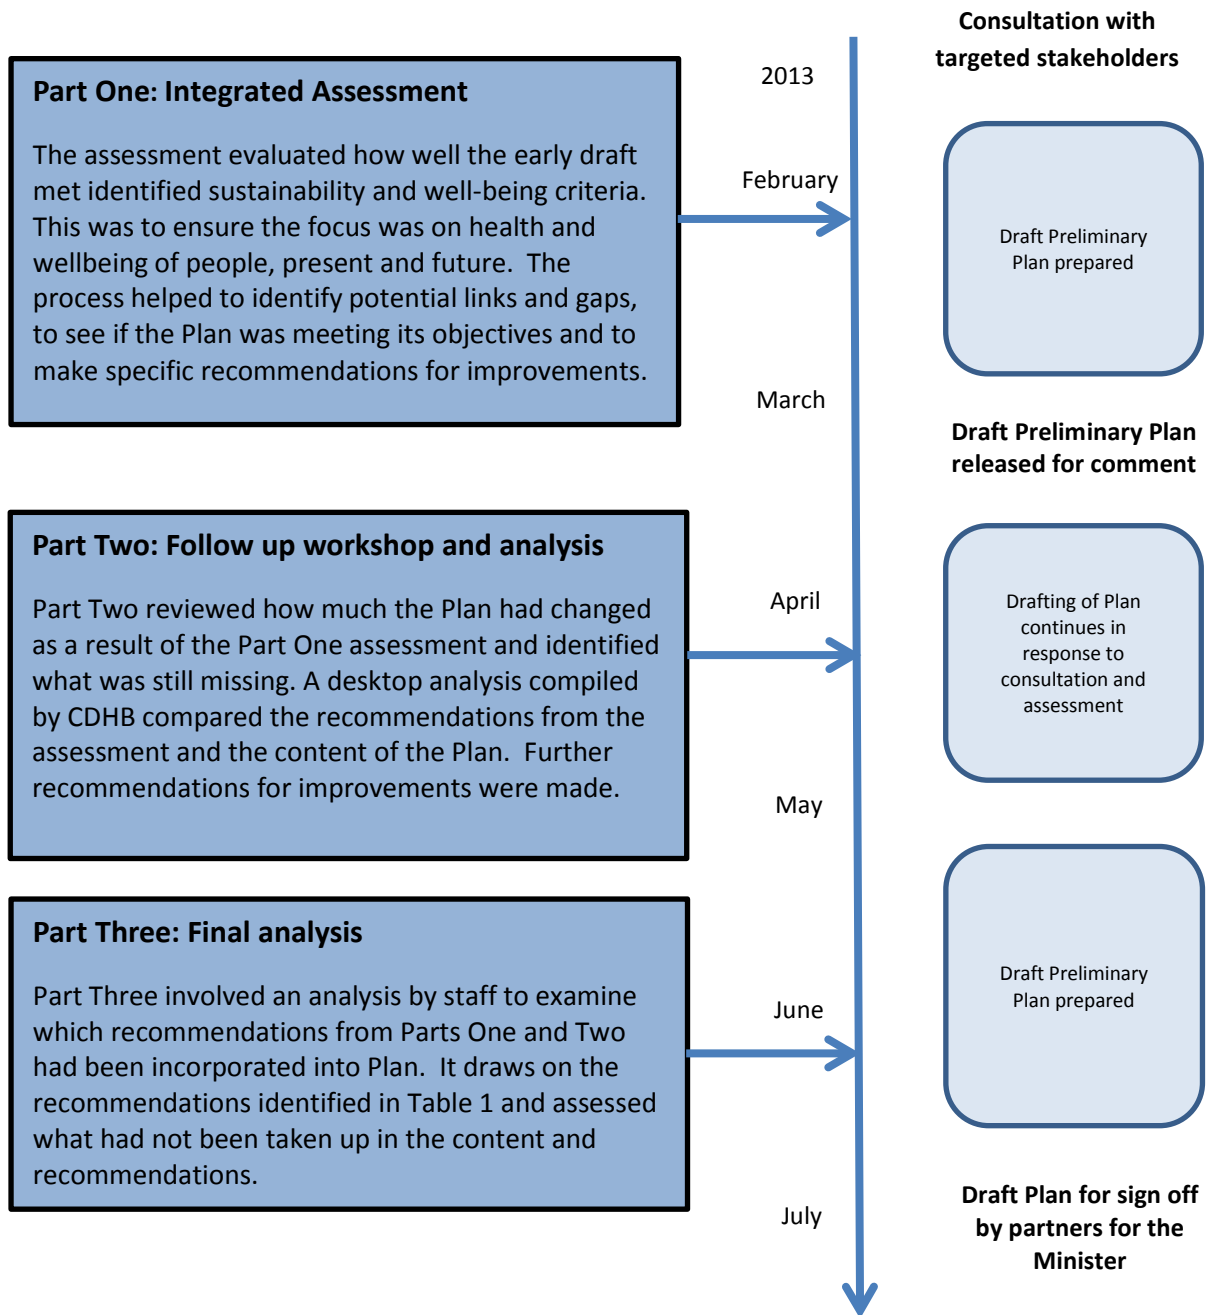 Part One: Integrated Assessment
The assessment evaluated how well the early draft
met identified sustainability and well-being criteria.
This was to ensure the focus was on health and
wellbeing of people, present and future.  The
process helped to identify potential links and gaps,
to see if the Plan was meeting its objectives and to
make specific recommendations for improvements.
Part Two: Follow up workshop and analysis
Part Two reviewed how much the Plan had changed
as a result of the Part One assessment and identified
what was still missing. A desktop analysis compiled
by CDHB compared the recommendations from the
assessment and the content of the Plan.  Further
recommendations for improvements were made.
Part Three: Final analysis
Part Three involved an analysis by staff to examine
which recommendations from Parts One and Two
had been incorporated into Plan.  It draws on the
recommendations identified in Table 1 and assessed
what had not been taken up in the content and
recommendations.
2013
February
March
April
May
June
July
Consultation with
targeted stakeholders
Draft Preliminary
Plan prepared
Draft Preliminary Plan
released for comment
Drafting of Plan
continues in
response to
consultation and
assessment
Draft Preliminary
Plan prepared
Draft Plan for sign off
by partners for the
Minister